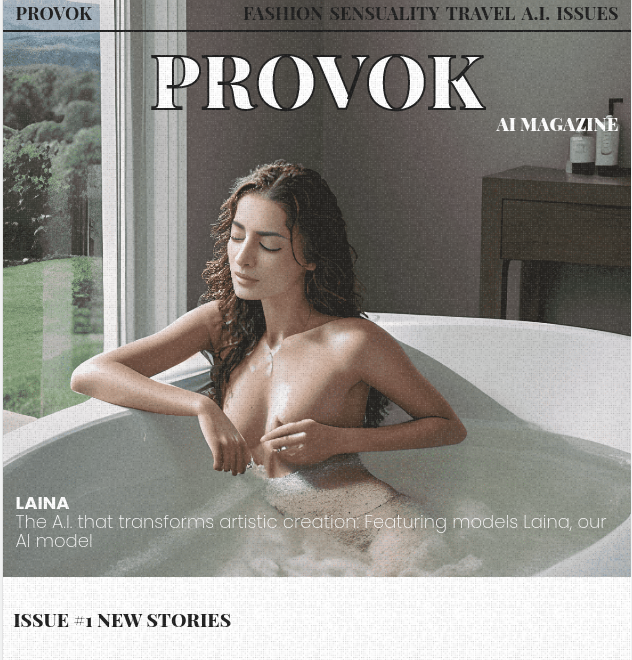 PROVOK
FASHION SENSUALITY TRAVEL A.I. ISSUES
PROVOK
AI MAGAZINE
LAINA
The A.I. that transforms artistic creation: Featuring models Laina, our
AI model
ISSUE #1 NEW STORIES